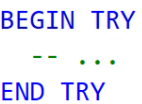 BEGIN TRY
-- ...
END TRY